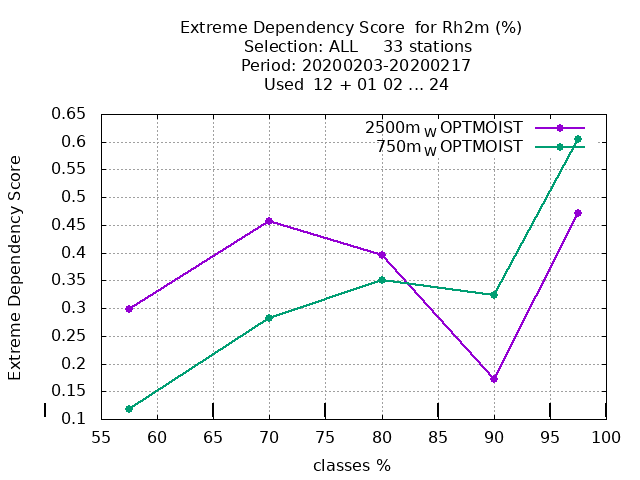 Extreme Dependency Score for Rh2m (%)
Selection: ALL 33 stations
Period: 20200203-20200217
Used 12 + 01 02 ... 24
2500m W OPTMOIST
750m W OPTMOIST
Extreme Dependency Score
0.65
0.6
0.55
0.5
0.45
0.4
0.35
0.3
0.25
0.2
0.15
0.1
55 60 65 70 75 80 85 90 95 100
classes %